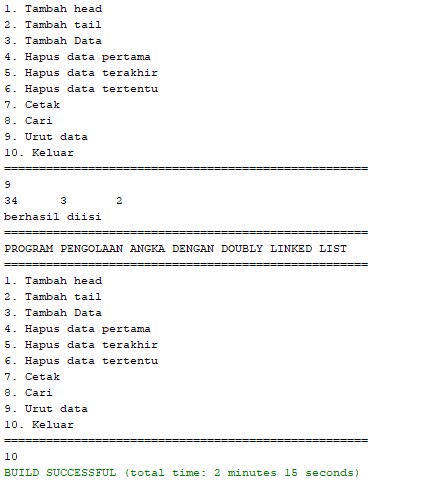 1. Tambah head
2. Tambah tail
3. Tambah Data
4. Hapus data pertama
5. Hapus data terakhir
6. Hapus data tertentu
7. Cetak
8. Cari
9. Urut data
10. Keluar
====================================================
9
34      3       2
berhasil diisi
====================================================
PROGRAM PENGOLAAN ANGKA DENGAN DOUBLY LINKED LIST
====================================================
1. Tambah head
2. Tambah tail
3. Tambah Data
4. Hapus data pertama
5. Hapus data terakhir
6. Hapus data tertentu
7. Cetak
8. Cari
9. Urut data
10. Keluar
====================================================
10
BUILD SUCCESSFUL (total time: 2 minutes 15 seconds)